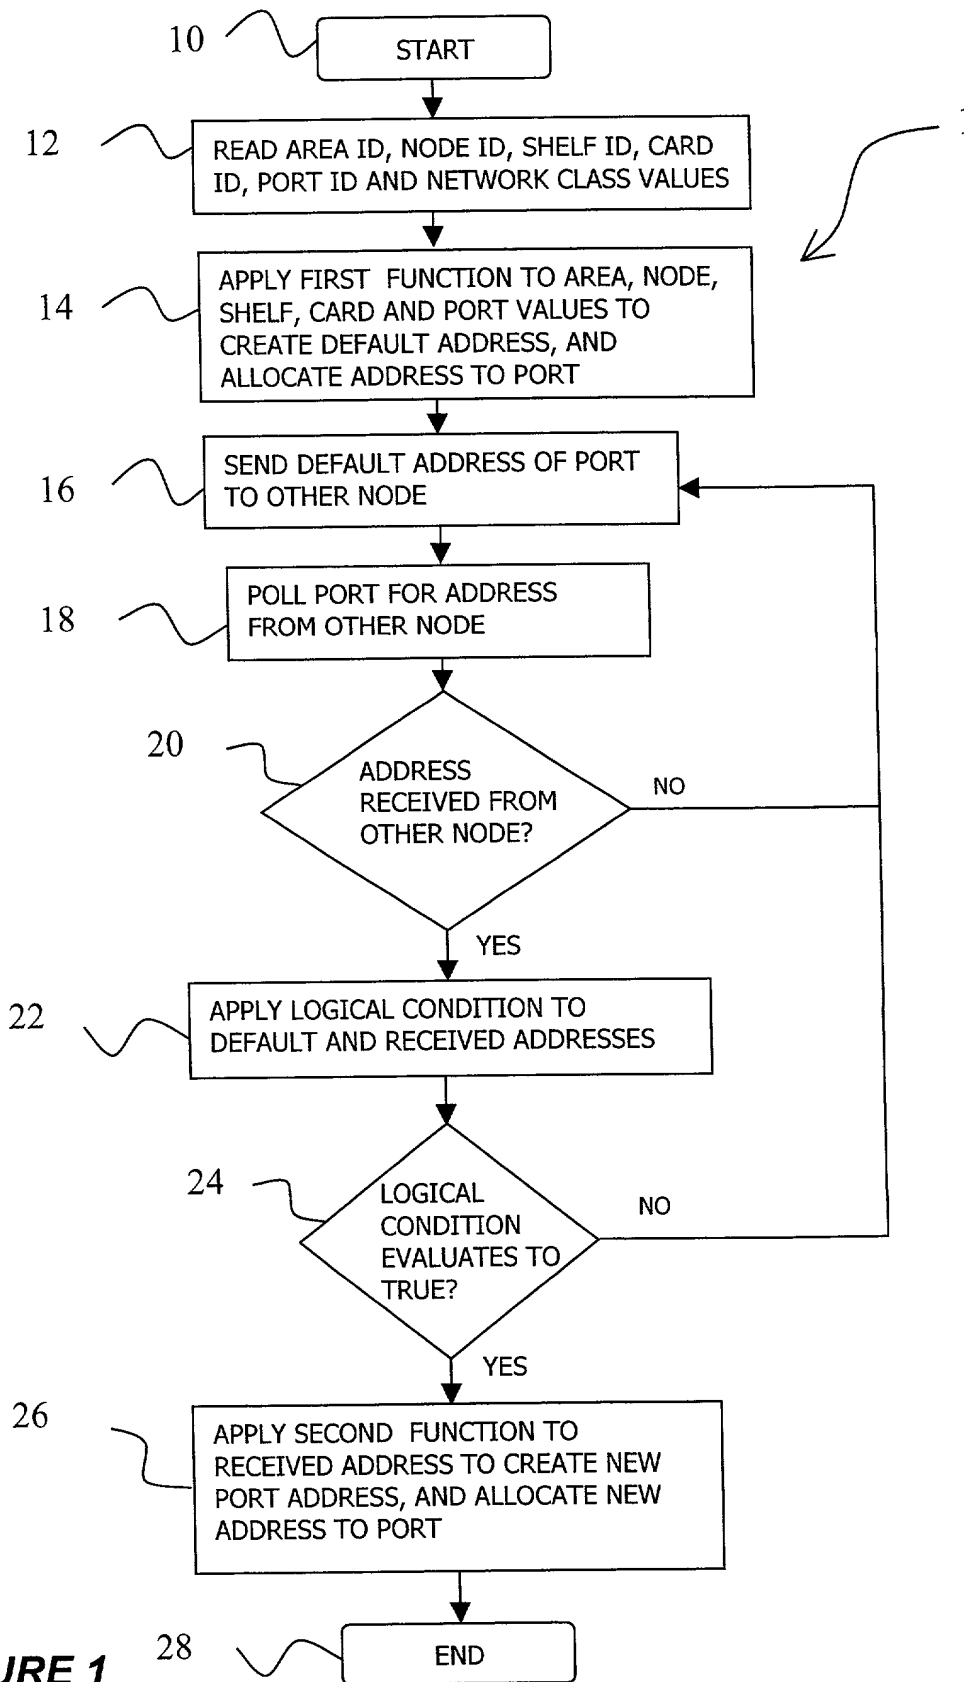 10
START
12
READ AREA ID, NODE ID, SHELF ID, CARD
ID, PORT ID AND NETWORK CLASS VALUES
14
APPLY FIRST FUNCTION TO AREA, NODE,
SHELF, CARD AND PORT VALUES TO
CREATE DEFAULT ADDRESS, AND
ALLOCATE ADDRESS TO PORT
16
SEND DEFAULT ADDRESS OF PORT
TO OTHER NODE
18
POLL PORT FOR ADDRESS
FROM OTHER NODE
20
ADDRESS
RECEIVED FROM
OTHER NODE?
NO
YES
22
APPLY LOGICAL CONDITION TO
DEFAULT AND RECEIVED ADDRESSES
24
LOGICAL
CONDITION
EVALUATES TO
TRUE?
NO
YES
26
APPLY SECOND FUNCTION TO
RECEIVED ADDRESS TO CREATE NEW
PORT ADDRESS, AND ALLOCATE NEW
ADDRESS TO PORT
28
END
URE 1